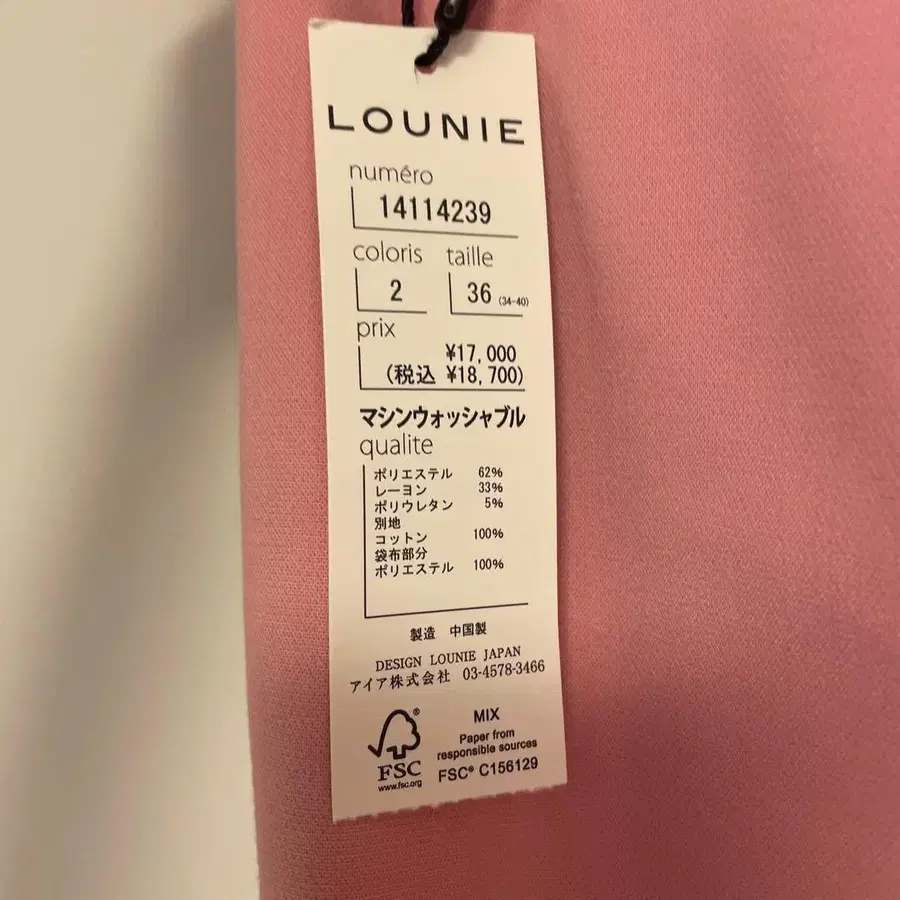 LOUNIE
numéro
14114239
coloris taille
2 36 (34-40)
prix
¥17,000
(税込 ¥18,700)
マシンウォッシャブル
qualite
ポリエステル 62%
レーヨン 33%
ポリウレタン 5%
別地
コットン 100%
袋布部分
ポリエステル 100%
製造 中国製
DESIGN LOUNIE JAPAN
アイア株式会社 03-4578-3466
FSC®
www.fsc.org
MIX
Paper from
responsible sources
FSC® C156129